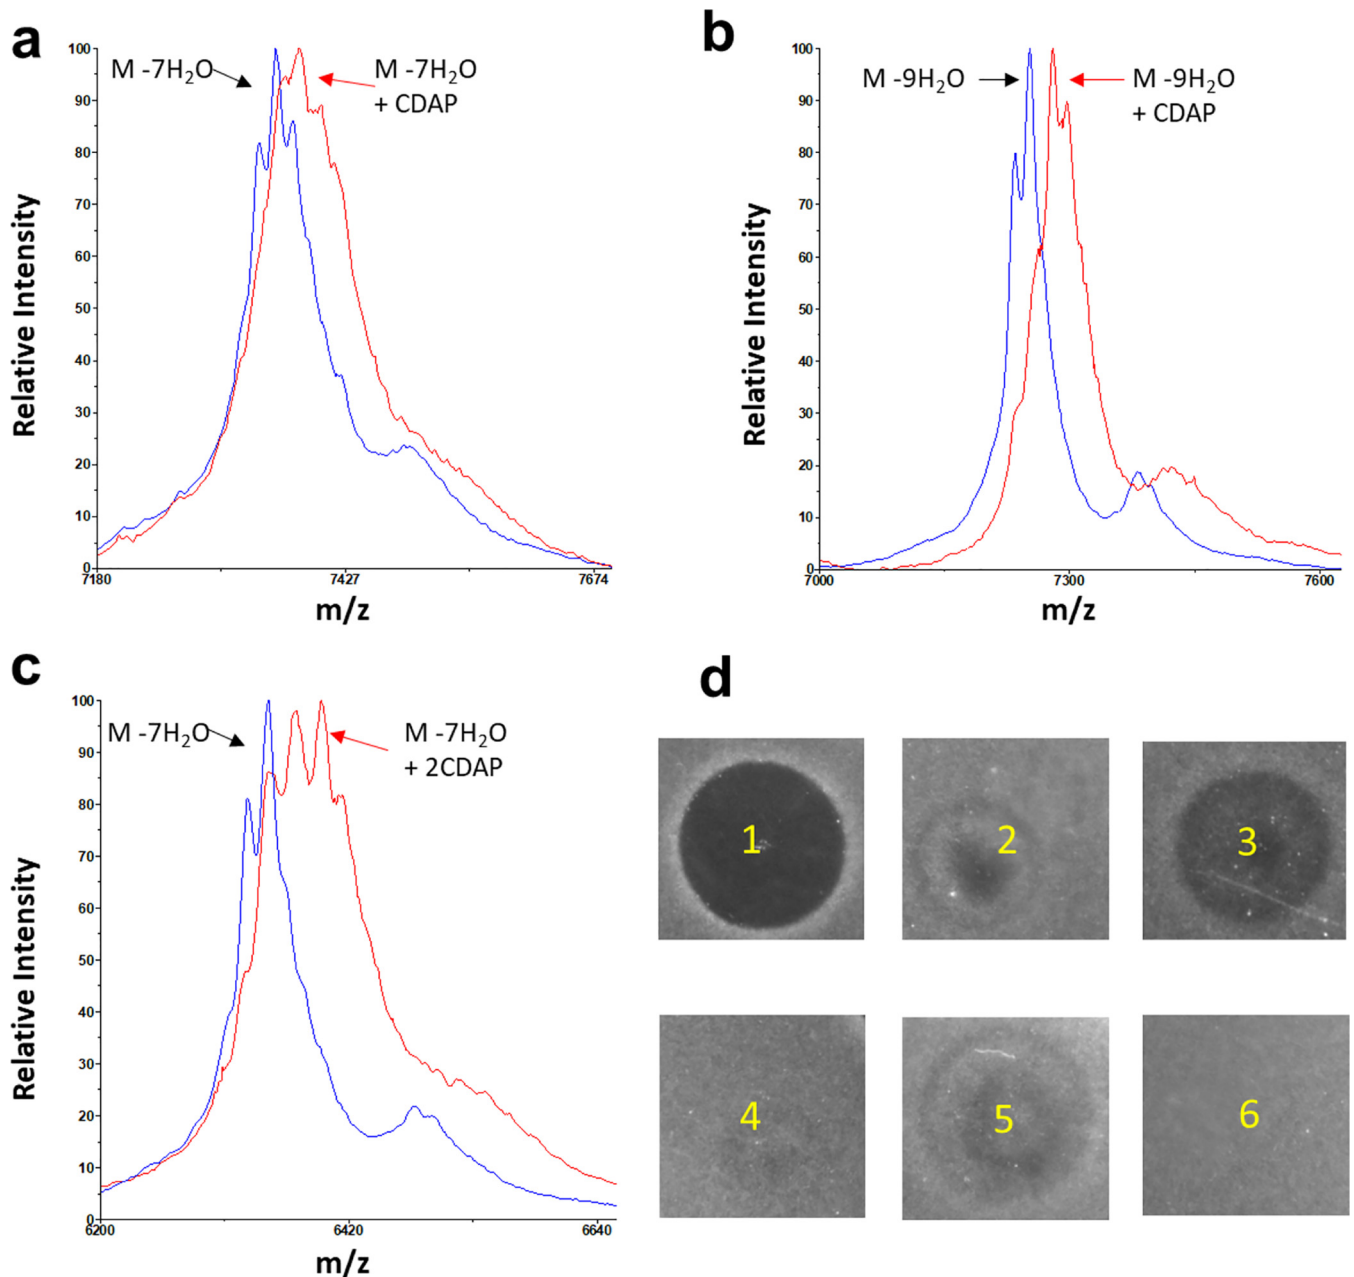 a
M -7H₂O
M -7H₂O
+ CDAP
100
90
80
70
60
50
40
30
20
10
0
7180
7427
7674
Relative Intensity
m/z
b
M -9H₂O
M -9H₂O
+ CDAP
100
90
80
70
60
50
40
30
20
10
0
7000
7300
7600
Relative Intensity
m/z
c
M -7H₂O
M -7H₂O
+ 2CDAP
100
90
80
70
60
50
40
30
20
10
0
6200
6420
6640
Relative Intensity
m/z
d
1
2
3
4
5
6